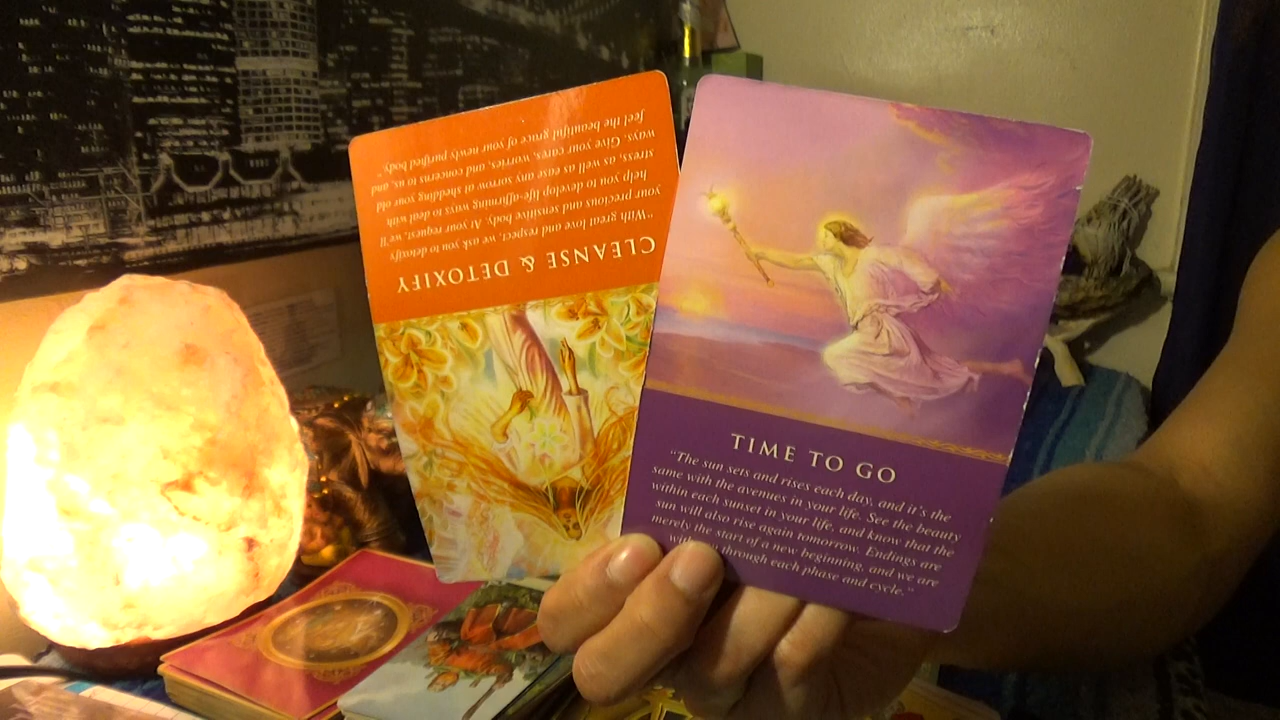 CLEANSE & DETOXIFY
"With great love and respect, we ask you to detoxify
your precious and sensitive body. At your request, we'll
help you to develop life-affirming ways to deal with
stress, as well as ease any sorrow of shedding your old
ways. Give your cares, worries, and concerns to us, and
feel the beautiful grace of your newly purified body."
TIME TO GO
"The sun sets and rises each day, and it's the
same with the avenues in your life. See the beauty
within each sunset in your life, and know that the
sun will also rise again tomorrow. Endings are
merely the start of a new beginning, and we are
through each phase and cycle."